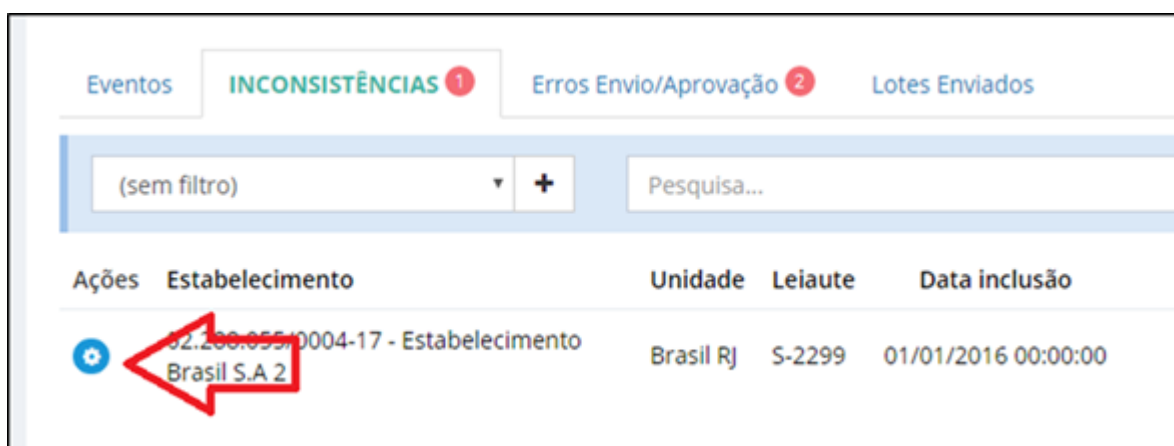 Eventos INCONSISTÊNCIAS 1 Erros Envio/Aprovação 2 Lotes Enviados
(sem filtro) + Pesquisa...
Ações Estabelecimento Unidade Leiaute Data inclusão
/0004-17 - Estabelecimento
Brasil S.A 2 Brasil RJ S-2299 01/01/2016 00:00:00